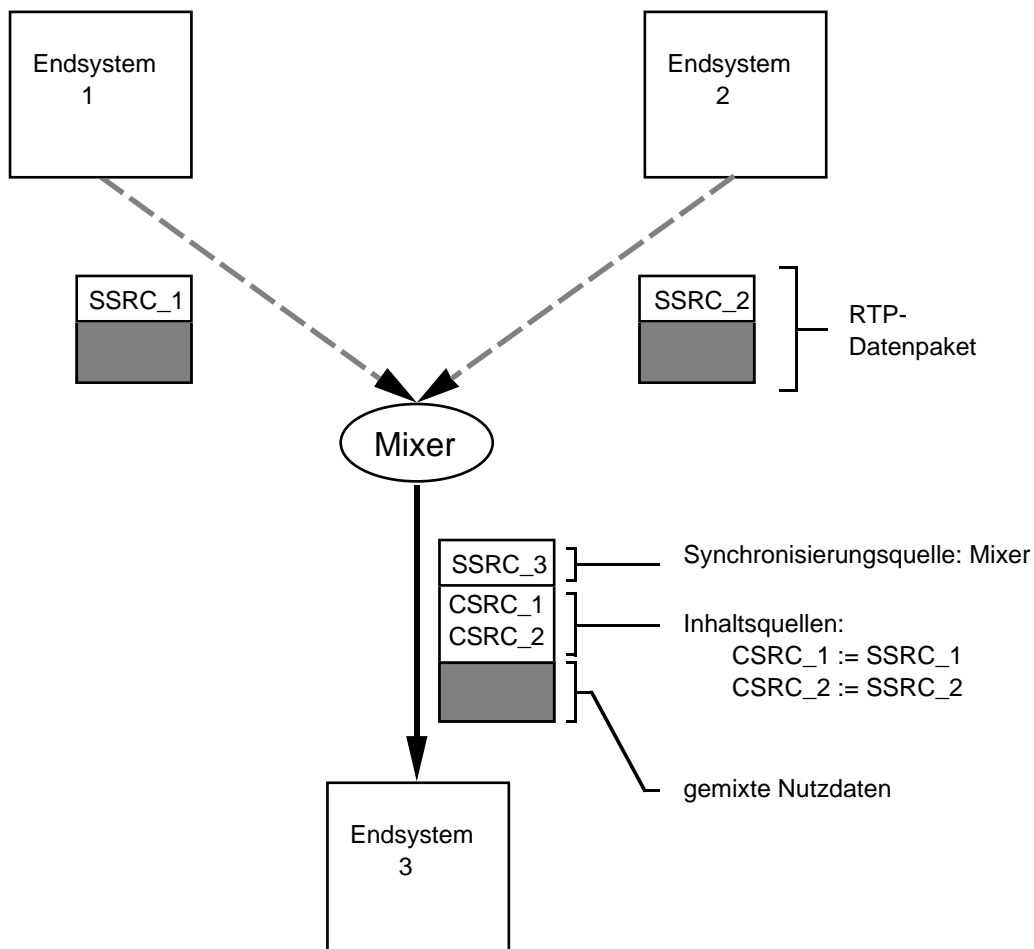 Endsystem
1
Endsystem
2
SSRC_1
SSRC_2
RTP-
Datenpaket
Mixer
SSRC_3
Synchronisierungsquelle: Mixer
CSRC_1
CSRC_2
Inhaltsquellen:
CSRC_1 := SSRC_1
CSRC_2 := SSRC_2
gemixte Nutzdaten
Endsystem
3